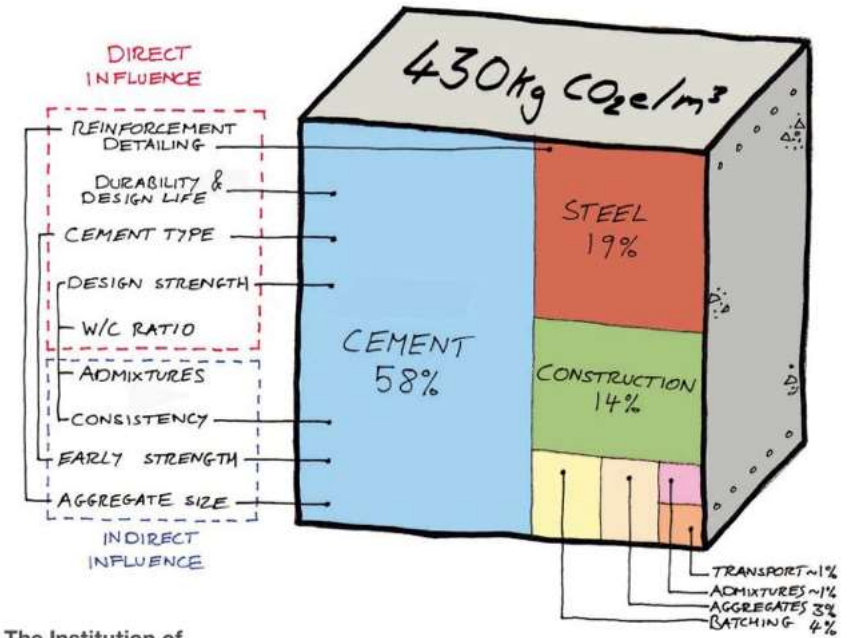 430Kg CO₂e/m³
DIRECT
INFLUENCE
REINFORCEMENT
DETAILING
DURABILITY &
DESIGN LIFE
CEMENT TYPE
DESIGN STRENGTH
W/C RATIO
ADMIXTURES
CONSISTENCY
EARLY STRENGTH
AGGREGATE SIZE
INDIRECT
INFLUENCE
CEMENT
58%
STEEL
19%
CONSTRUCTION
14%
TRANSPORT ~1%
ADMIXTURES ~1%
AGGREGATES 3%
BATCHING 4%
The Institution of